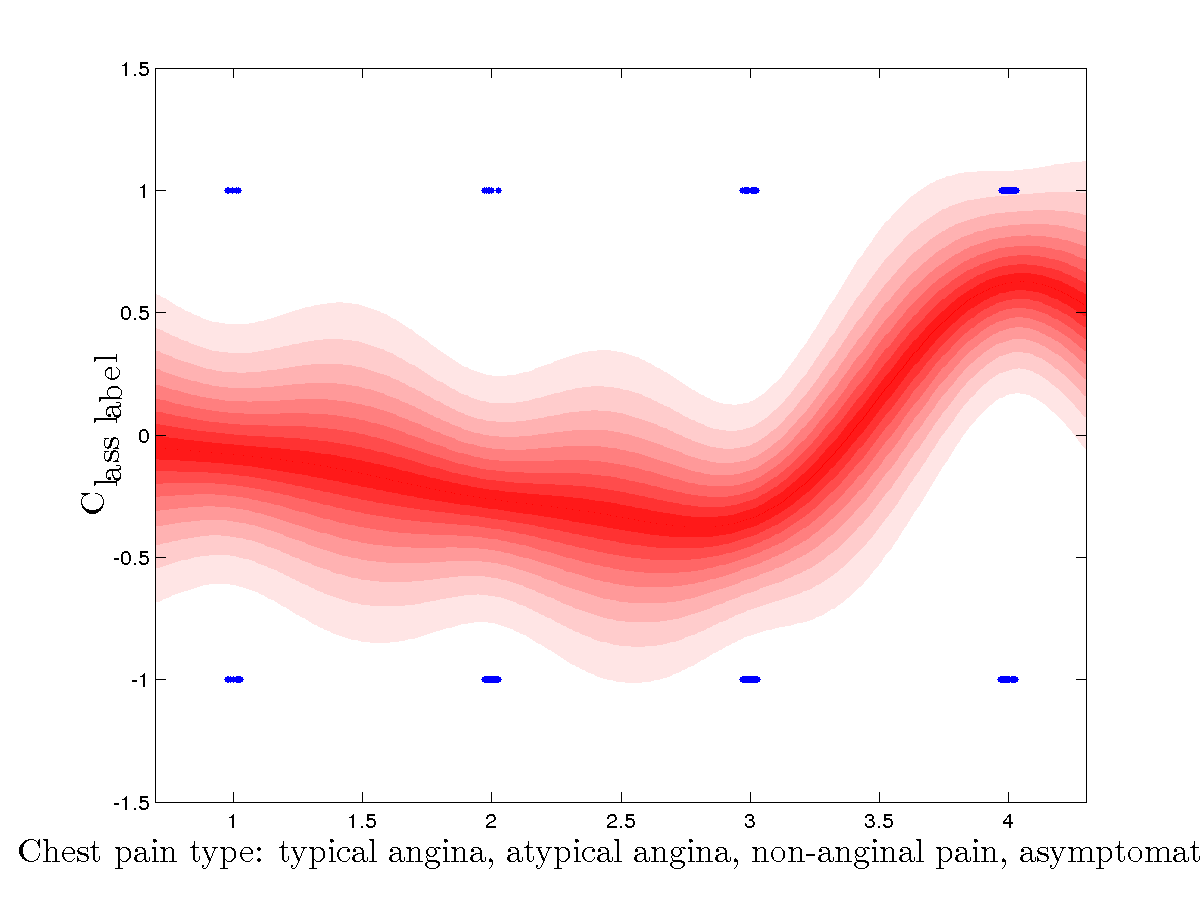 1.5
1
0.5
0
-0.5
-1
-1.5
Class label
1 1.5 2 2.5 3 3.5 4
Chest pain type: typical angina, atypical angina, non-anginal pain, asymptomat